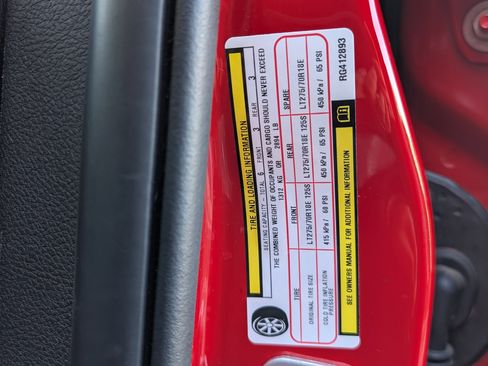 TIRE AND LOADING INFORMATION
SEATING CAPACITY - TOTAL 6 FRONT 3 REAR 3
THE COMBINED WEIGHT OF OCCUPANTS AND CARGO SHOULD NEVER EXCEED
1312 KG OR 2894 LB
TIRE FRONT REAR SPARE
ORIGINAL TIRE SIZE LT275/70R18E 125S LT275/70R18E 125S LT275/70R18E
COLD TIRE INFLATION PRESSURE 415 kPa / 60 PSI 450 kPa / 65 PSI 450 kPa / 65 PSI
SEE OWNERS MANUAL FOR ADDITIONAL INFORMATION
RG412893